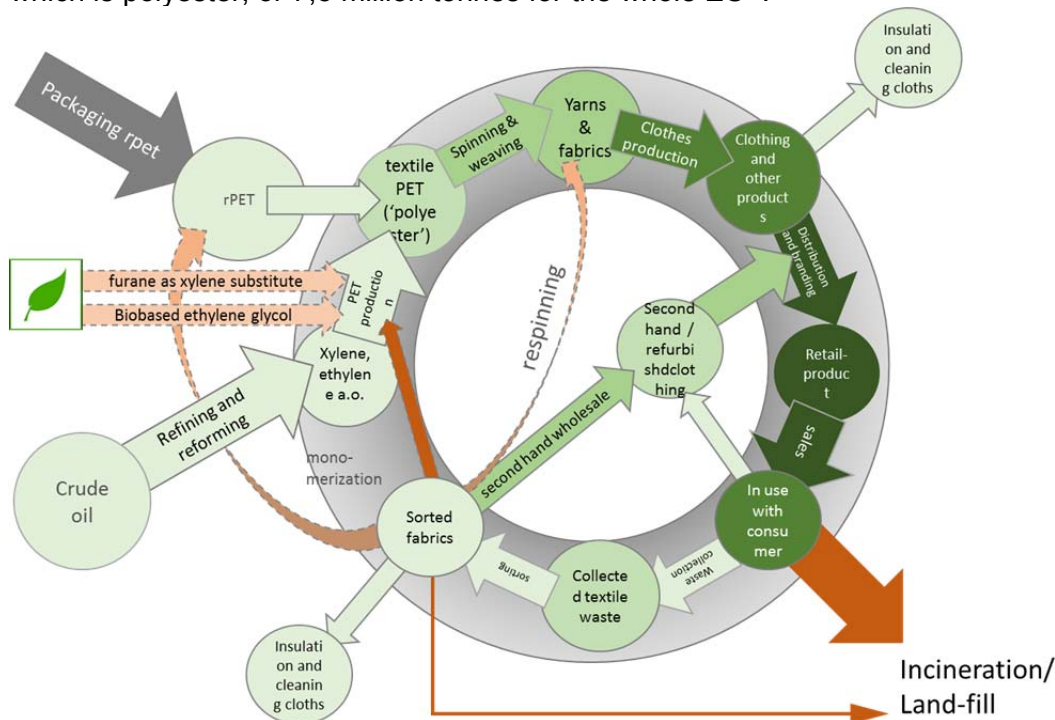 which is polyester, or million tonnes for the whole
Insulati
on and
cleanin
g cloths
Packaging rpet
Spinning &
weaving
Yarns
&
fabrics
Clothes
production
Clothing
and
other
product
s
rPET
textile
PET
('polye
ster')
Distribution
and branding
furane as xylene substitute
Biobased ethylene glycol
PET
productio
n
respinning
Second
hand /
refurbi
shdclot
hing
Retail-
produc
t
Xylene,
ethylen
e a.o.
Refining and
reforming
sales
mono-
merization
second hand wholesale
Crude
oil
Sorted
fabrics
In use
with
consu
mer
sorting
Collecte
d textile
waste
Waste
collection
Insulati
on and
cleanin
g cloths
Incineration/
Land-fill